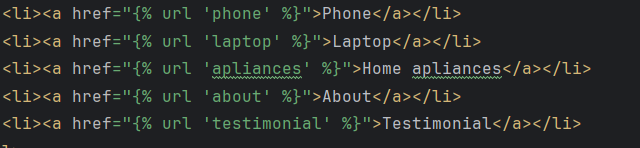 <li><a href="{% url 'phone' %}">Phone</a></li>
<li><a href="{% url 'laptop' %}">Laptop</a></li>
<li><a href="{% url 'apliances' %}">Home apliances</a></li>
<li><a href="{% url 'about' %}">About</a></li>
<li><a href="{% url 'testimonial' %}">Testimonial</a></li>